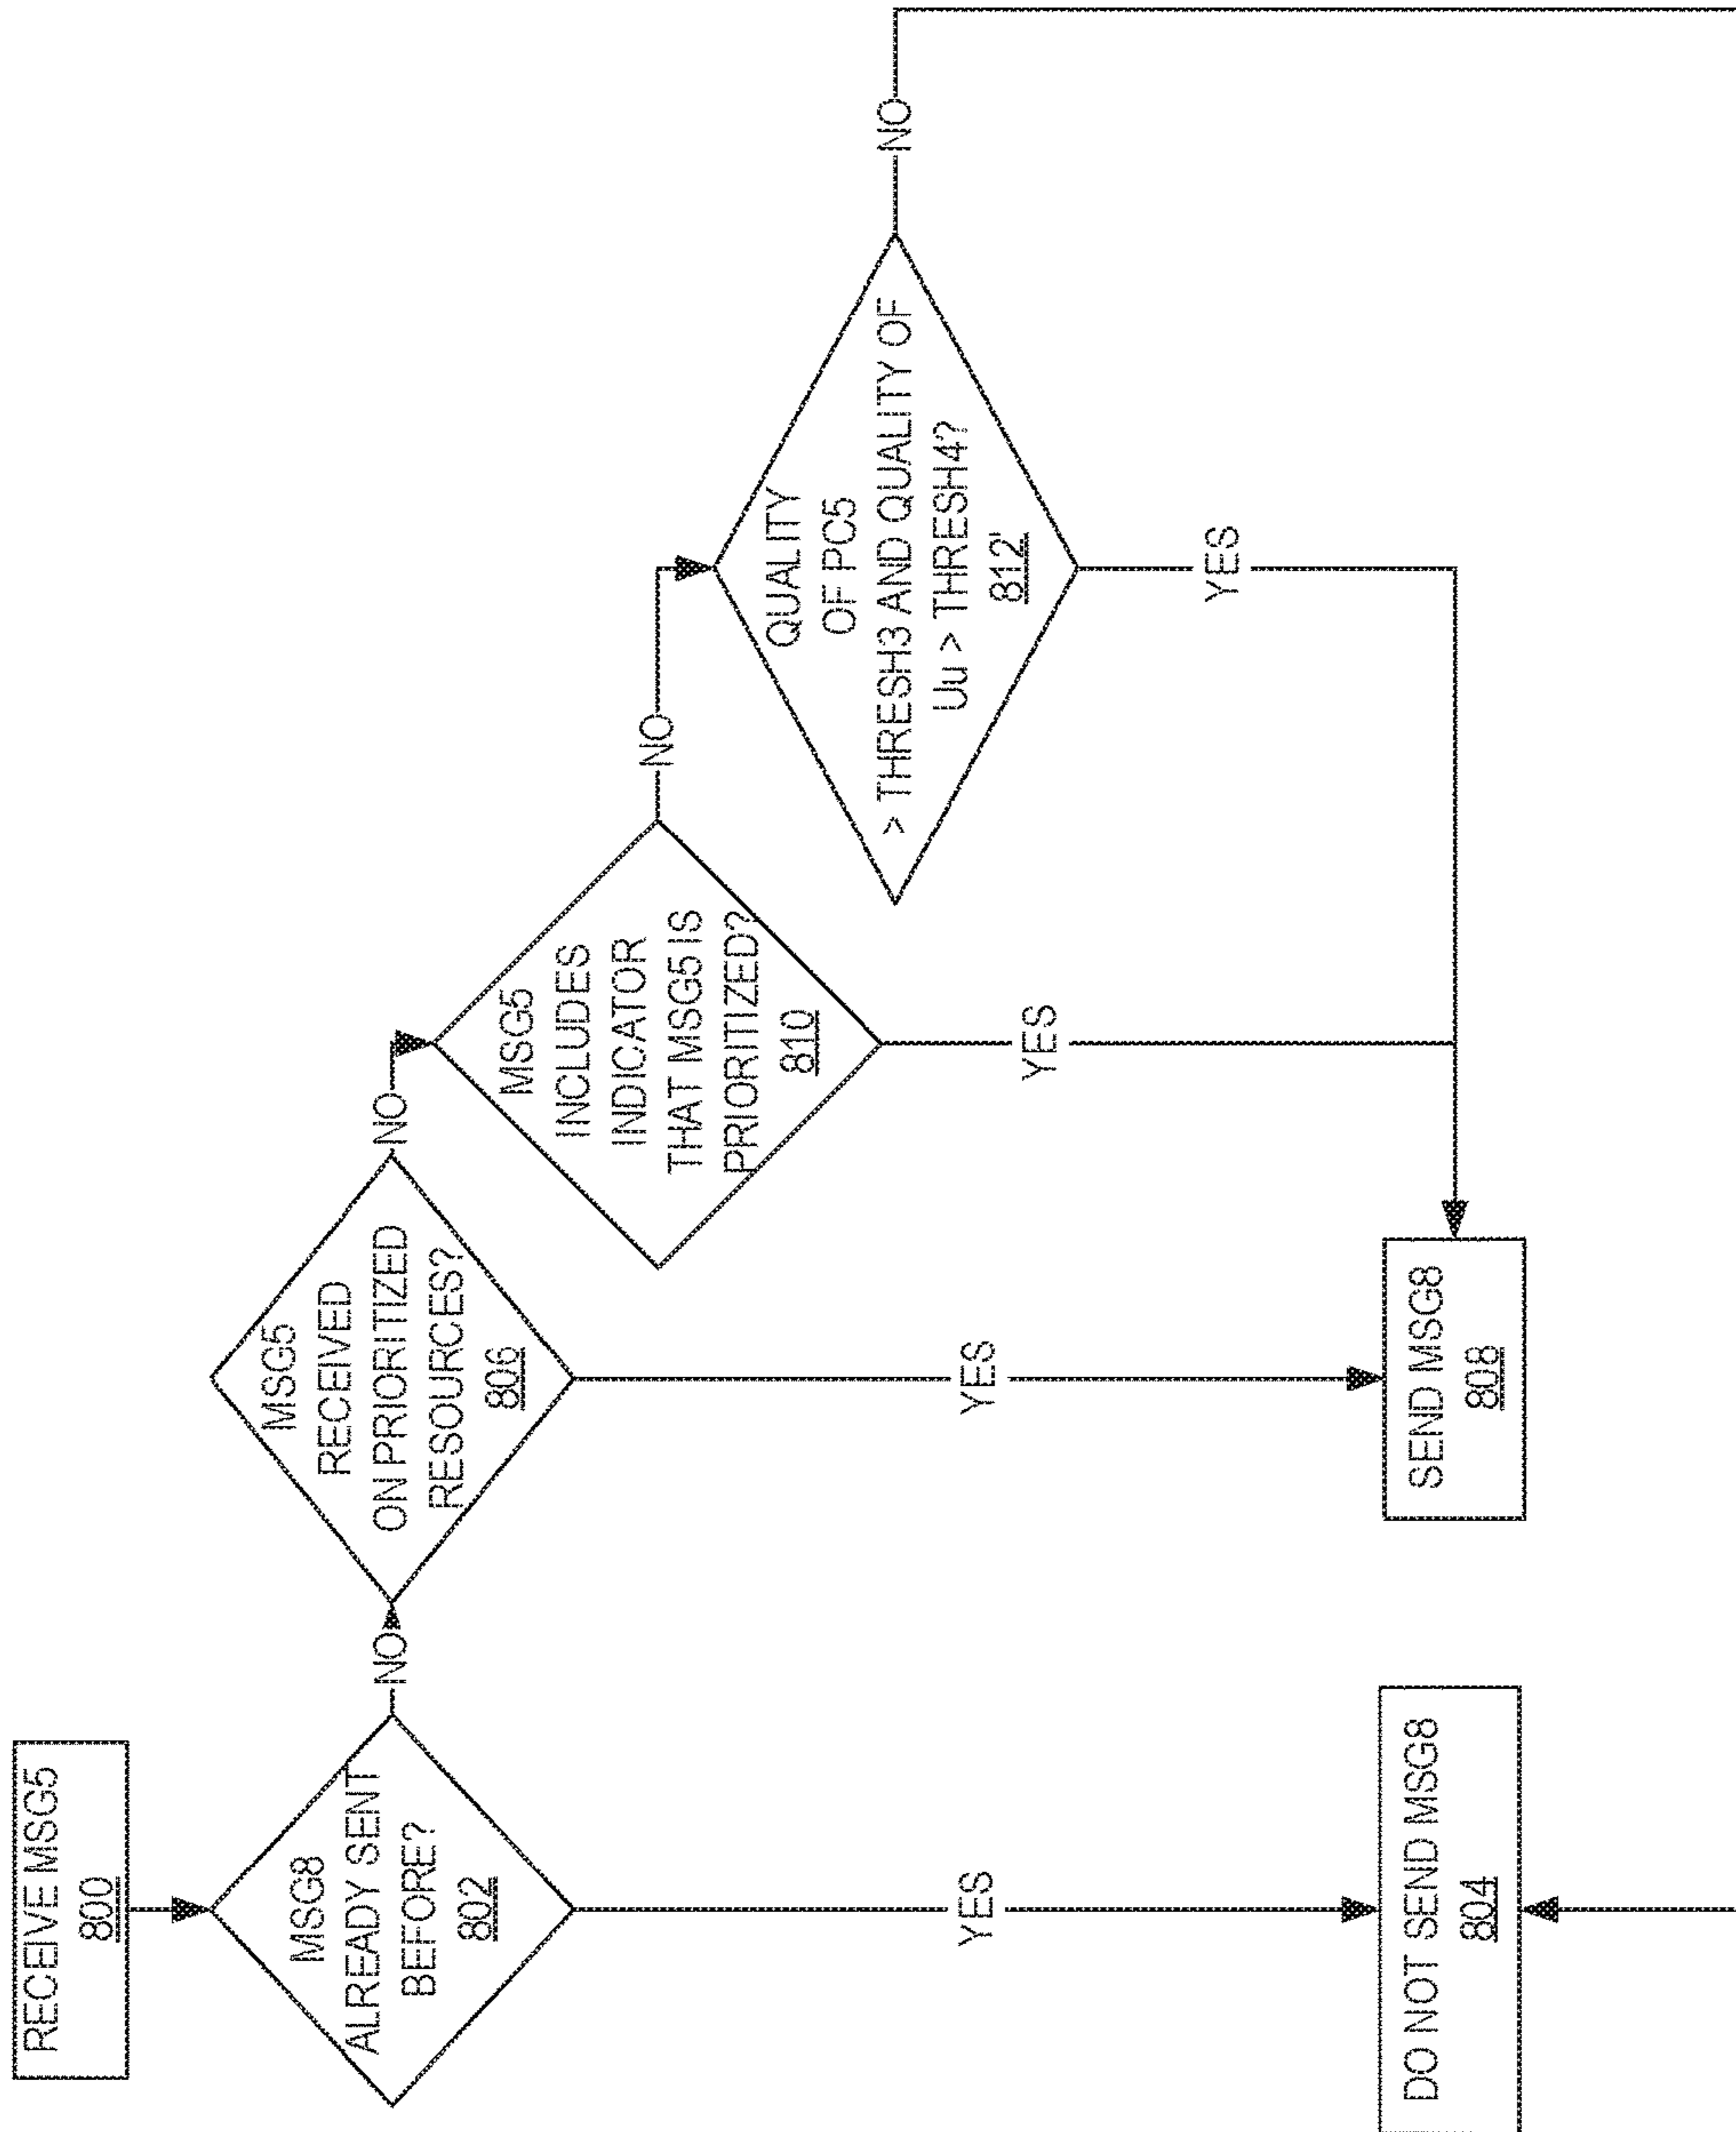 RECEIVE MSG5
800
MSG8
ALREADY SENT
BEFORE?
802
YES
NO
DO NOT SEND MSG8
804
MSG5
RECEIVED
ON PRIORITIZED
RESOURCES?
806
YES
NO
SEND MSG8
808
MSG5
INCLUDES
INDICATOR
THAT MSG5 IS
PRIORITIZED?
810
YES
NO
QUALITY
OF PC5
> THRESH3 AND QUALITY OF
Uu > THRESH4?
812'
YES
NO